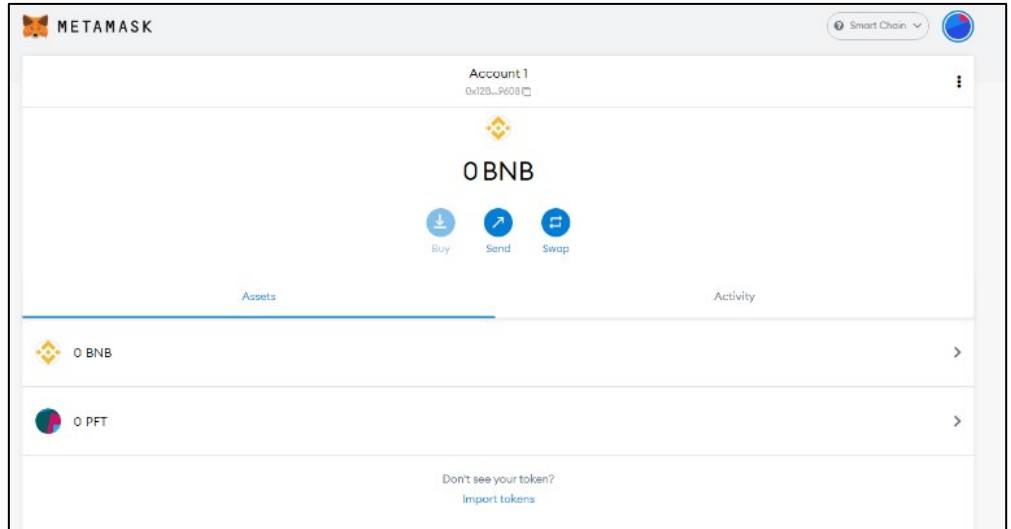 METAMASK
Smart Chain
Account 1
0x12B...9608
0 BNB
Buy Send Swap
Assets Activity
0 BNB
0 PFT
Don't see your token?
Import tokens